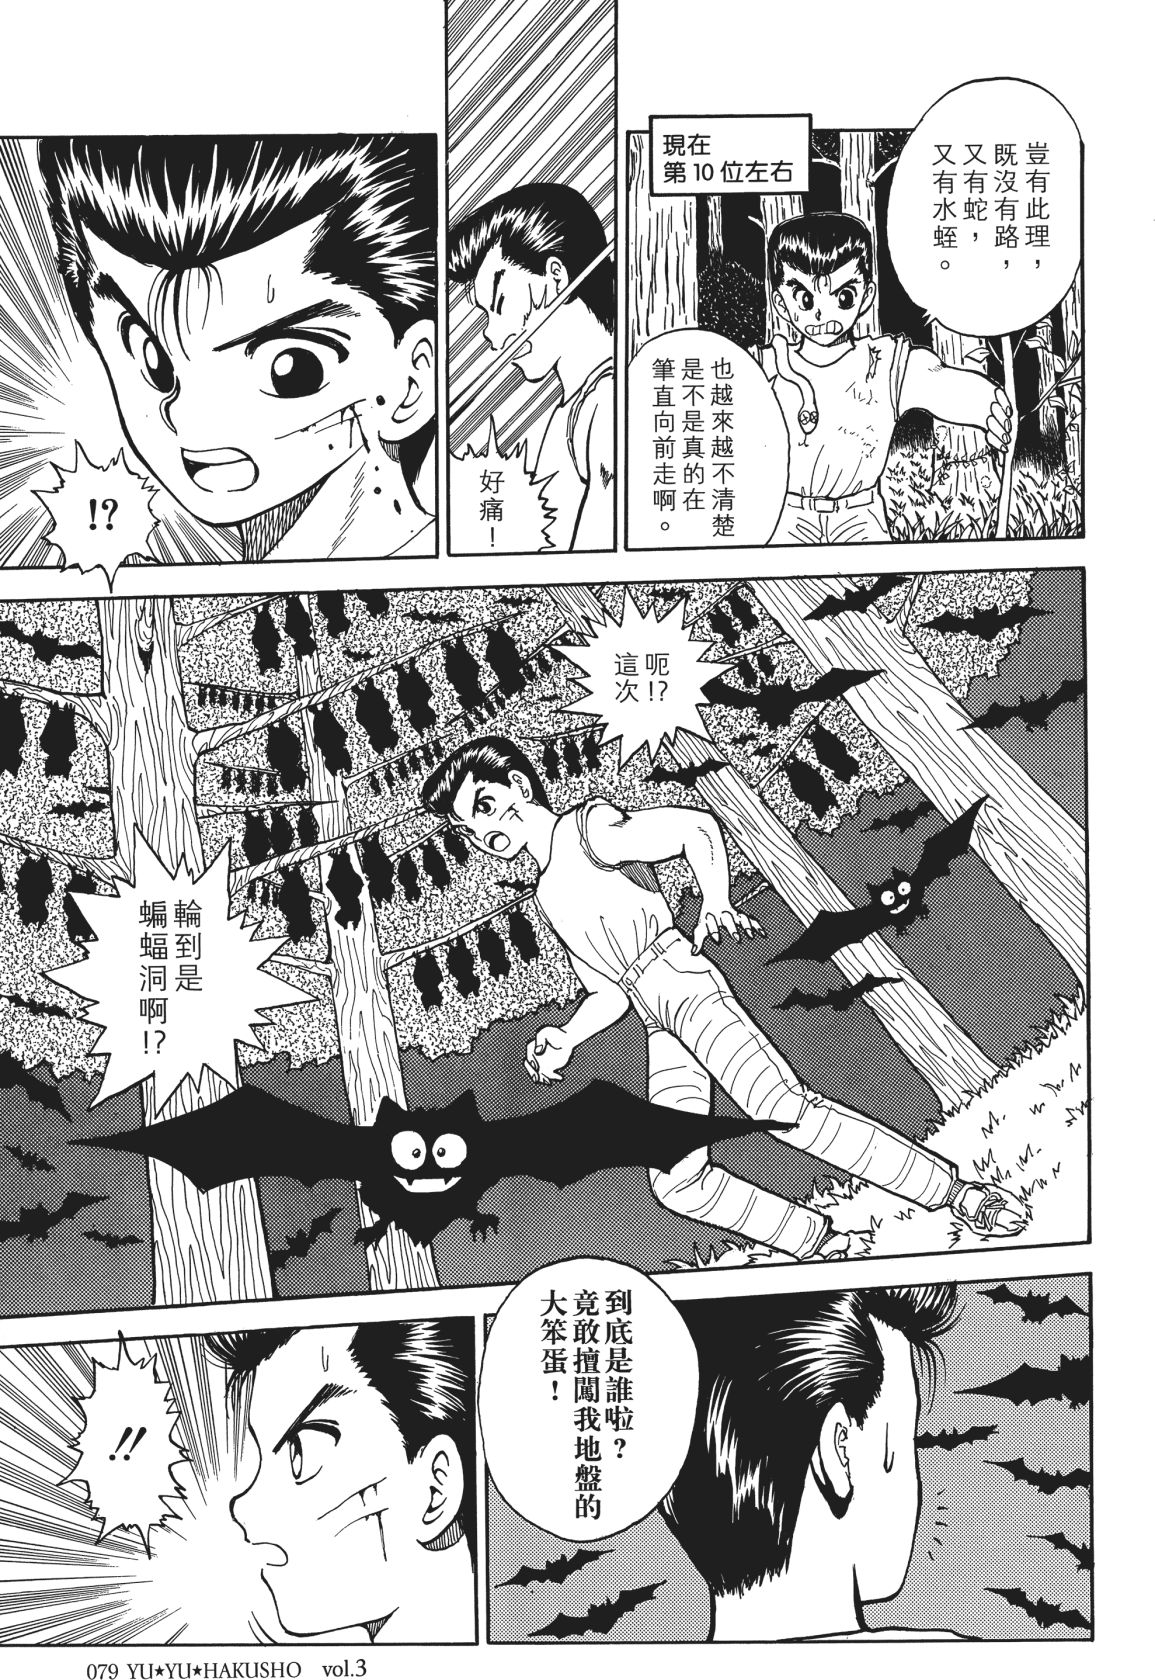 現在
第10位左右
豈有此理，
既沒有路，
又有蛇，
又有水蛭。
也越來越不清楚
是不是真的在
筆直向前走啊。
好痛！
!?
呃!?
這次
輪到是
蝙蝠洞啊!?
到底是誰啦？
竟敢擅闖我地盤的
大笨蛋！
!!
079 YU★YU★HAKUSHO vol.3